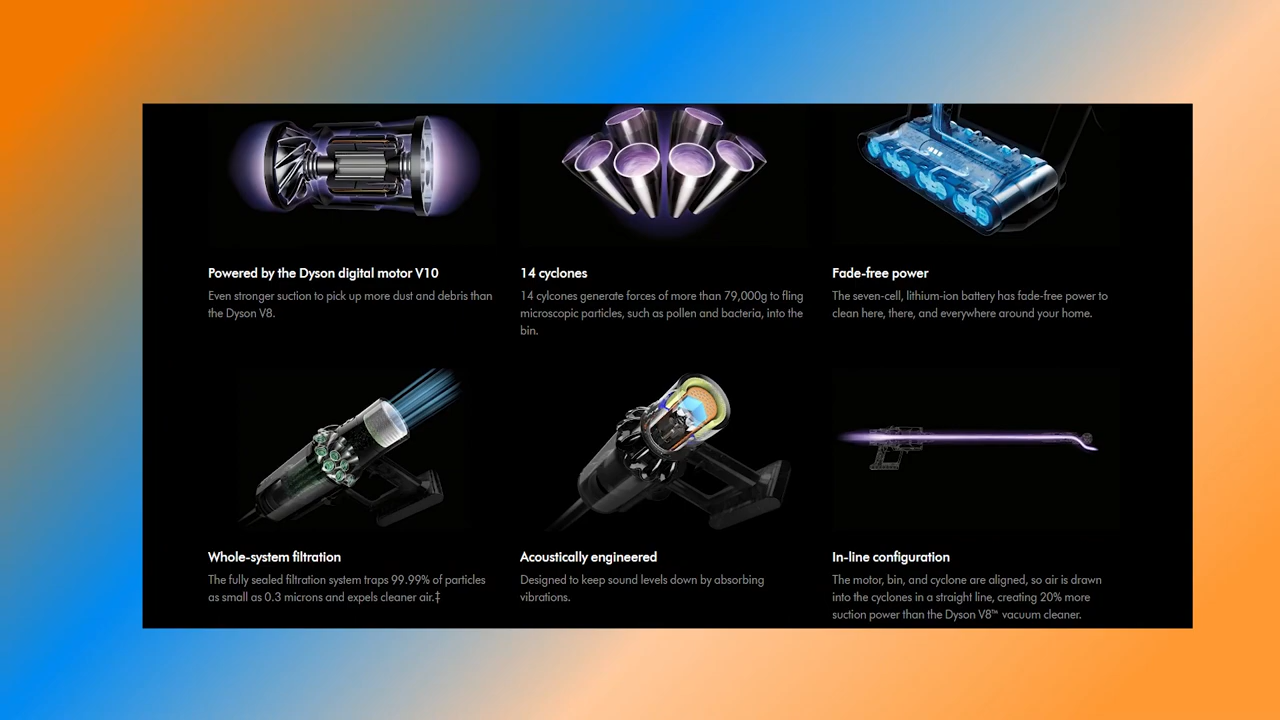 Powered by the Dyson digital motor V10
Even stronger suction to pick up more dust and debris than
the Dyson V8.
14 cyclones
14 cylcones generate forces of more than 79,000g to fling
microscopic particles, such as pollen and bacteria, into the
bin.
Fade-free power
The seven-cell, lithium-ion battery has fade-free power to
clean here, there, and everywhere around your home.
Whole-system filtration
The fully sealed filtration system traps 99.99% of particles
as small as 0.3 microns and expels cleaner air.‡
Acoustically engineered
Designed to keep sound levels down by absorbing
vibrations.
In-line configuration
The motor, bin, and cyclone are aligned, so air is drawn
into the cyclones in a straight line, creating 20% more
suction power than the Dyson V8™ vacuum cleaner.